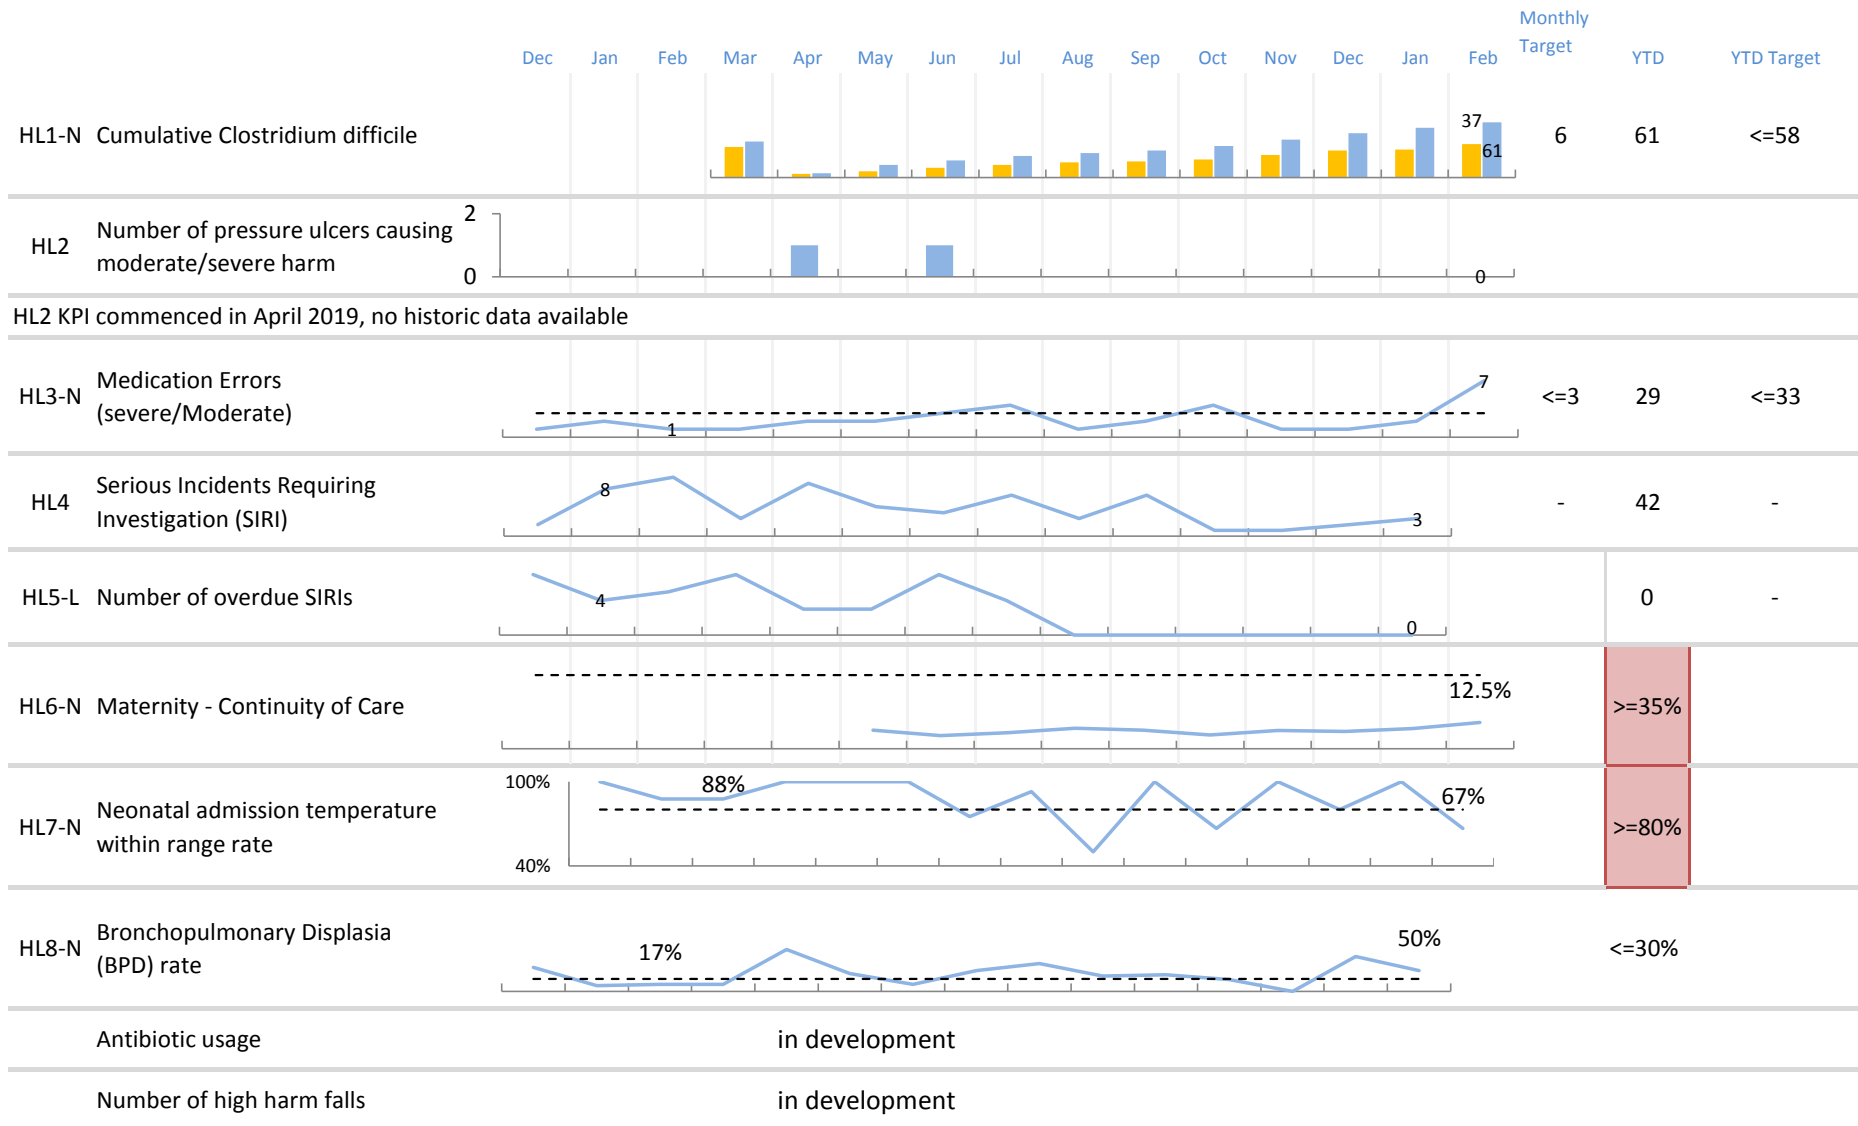 Monthly
Target
Dec Jan Feb Mar Apr May Jun Jul Aug Sep Oct Nov Dec Jan Feb YTD YTD Target
HL1-N Cumulative Clostridium difficile 37 61 6 61 <=58
HL2 Number of pressure ulcers causing
moderate/severe harm
2
0
0
HL2 KPI commenced in April 2019, no historic data available
HL3-N Medication Errors
(severe/Moderate)
1 7 <=3 29 <=33
HL4 Serious Incidents Requiring
Investigation (SIRI)
8 3 - 42 -
HL5-L Number of overdue SIRIs 4 0 0 -
HL6-N Maternity - Continuity of Care 12.5% >=35%
HL7-N Neonatal admission temperature
within range rate
100%
40%
88% 67% >=80%
HL8-N Bronchopulmonary Displasia
(BPD) rate
17% 50% <=30%
Antibiotic usage in development
Number of high harm falls in development